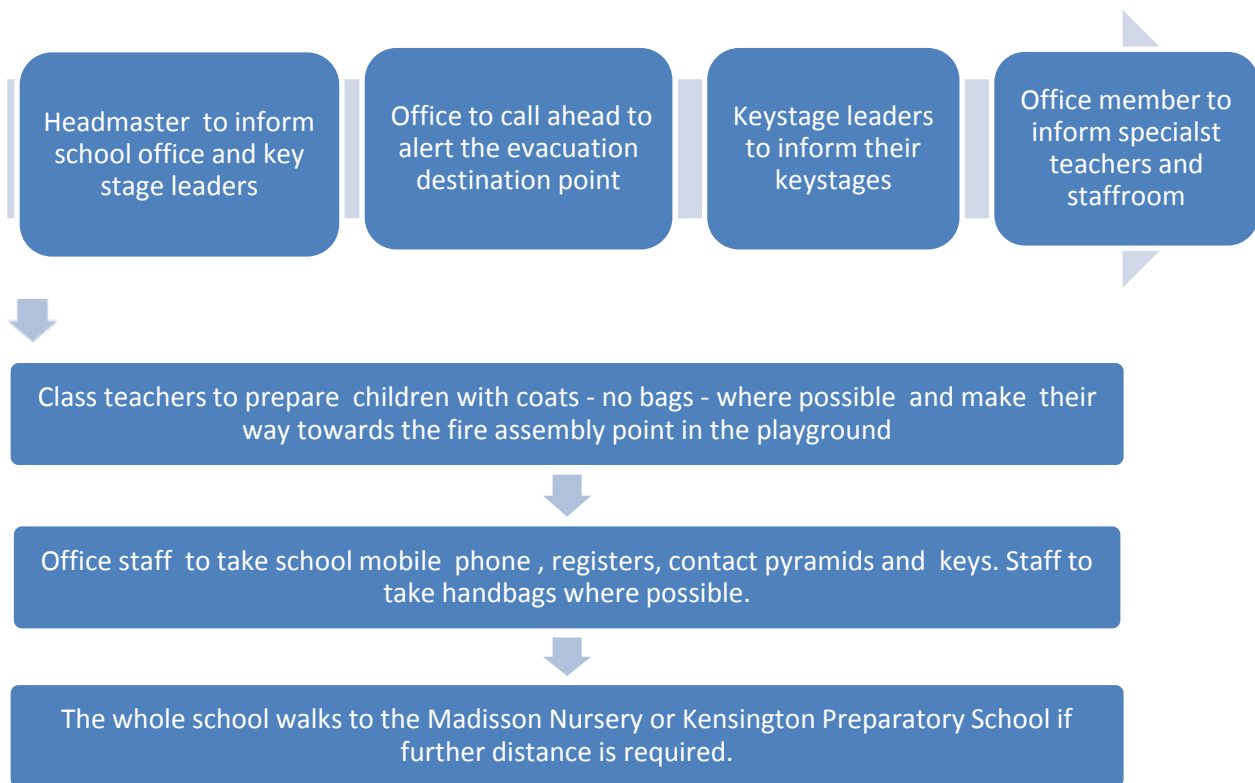 Headmaster  to inform
school office and key
stage leaders
Office to call ahead to
alert the evacuation
destination point
Keystage leaders
to inform their
keystages
Office member to
inform specialst
teachers and
staffroom
Class teachers to prepare  children with coats - no bags - where possible  and make  their
way towards the fire assembly point in the playground
Office staff  to take school mobile  phone , registers, contact pyramids and  keys. Staff to
take handbags where possible.
The whole school walks to the Madisson Nursery or Kensington Preparatory School if
further distance is required.